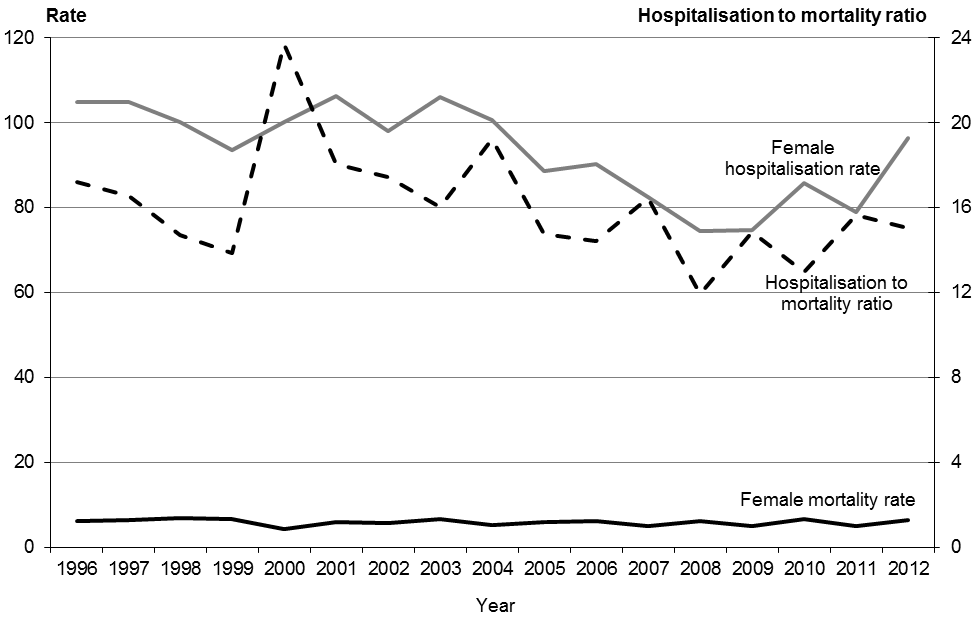 Rate
Hospitalisation to mortality ratio
120
24
100
20
80
16
60
12
40
8
20
4
0
0
Female
hospitalisation rate
Hospitalisation to
mortality ratio
Female mortality rate
1996 1997 1998 1999 2000 2001 2002 2003 2004 2005 2006 2007 2008 2009 2010 2011 2012
Year